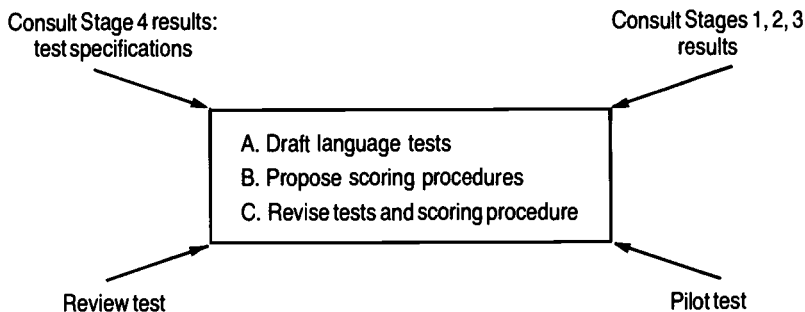 Consult Stage 4 results:
test specifications
Consult Stages 1, 2, 3
results
A. Draft language tests
B. Propose scoring procedures
C. Revise tests and scoring procedure
Review test
Pilot test